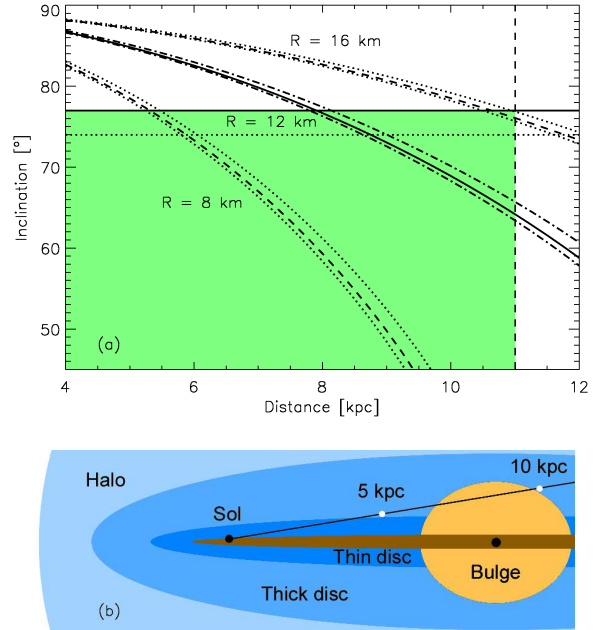 90
R = 16 km
80
R = 12 km
70
R = 8 km
60
50
Inclination [°]
(a)
4
6
8
10
12
Distance [kpc]
Halo
10 kpc
5 kpc
Sol
Thin disc
Bulge
Thick disc
(b)